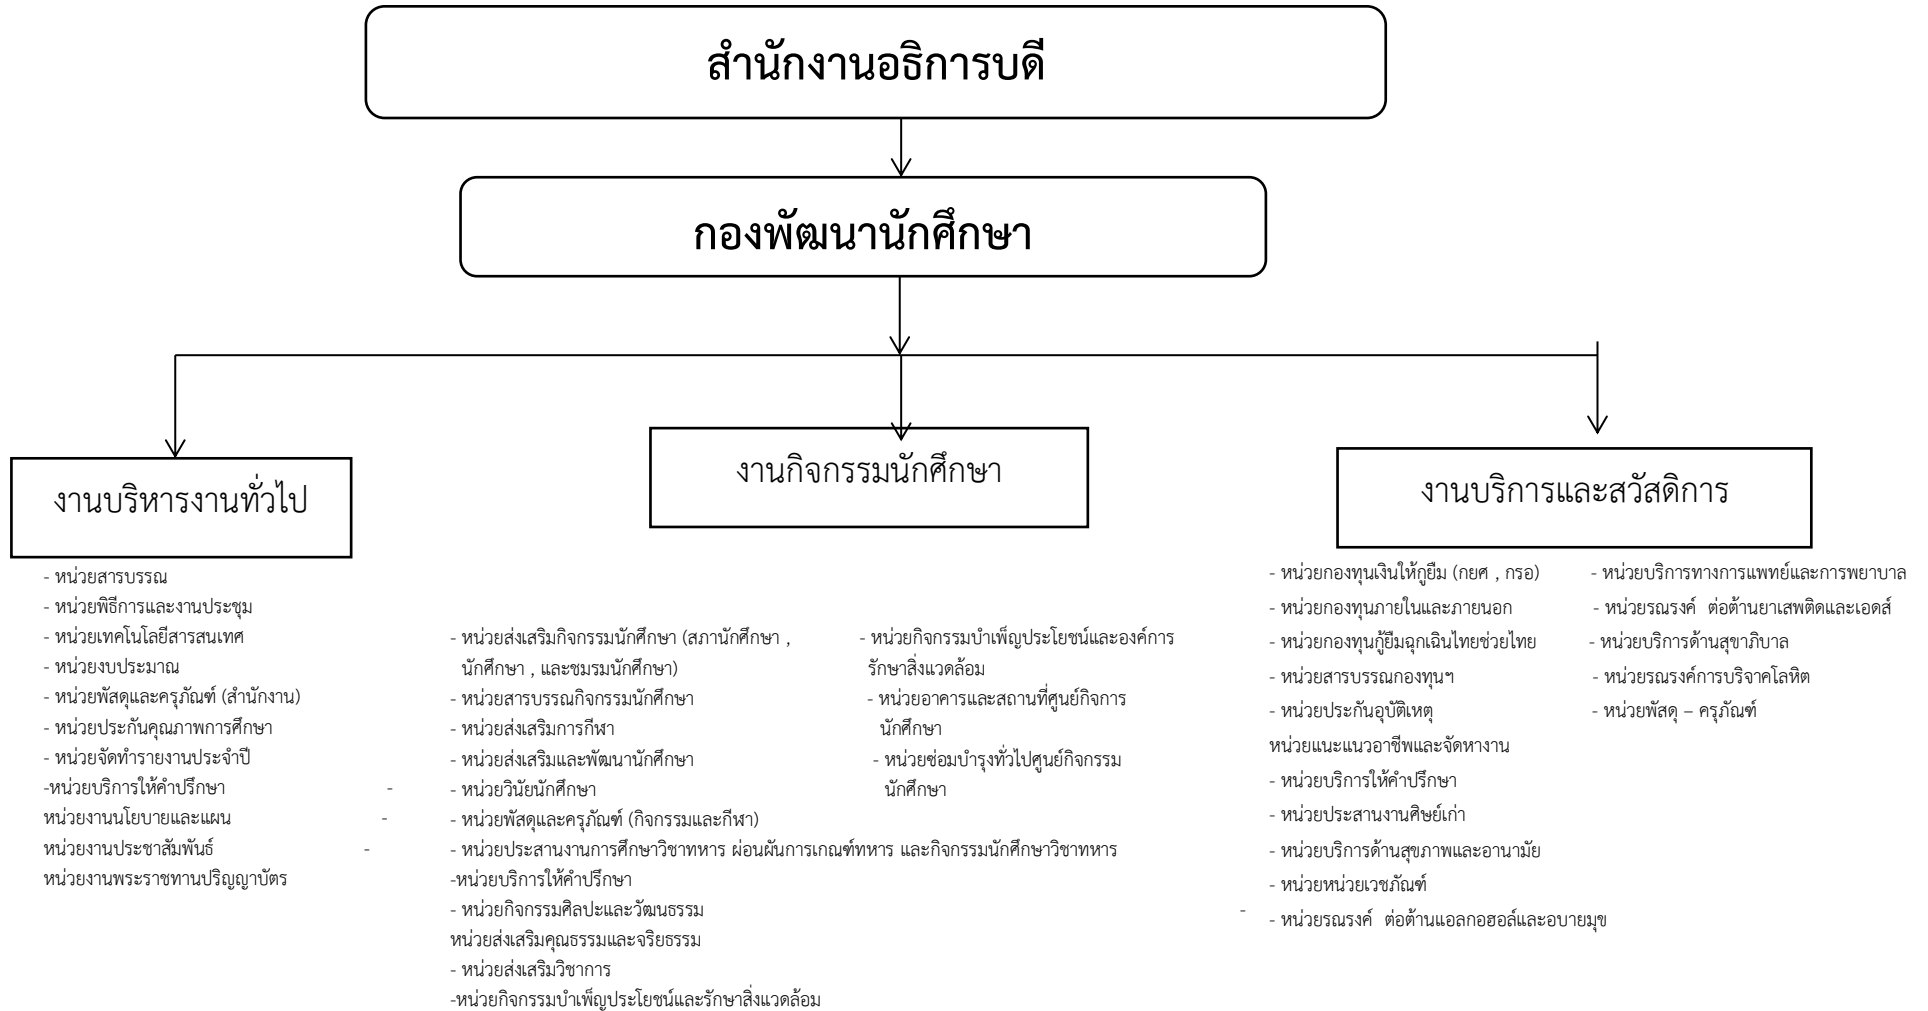 สำนักงานอธิการบดี
กองพัฒนานักศึกษา
งานบริหารงานทั่วไป
- หน่วยสารบรรณ
- หน่วยพิธีการและงานประชุม
- หน่วยเทคโนโลยีสารสนเทศ
- หน่วยงบประมาณ
- หน่วยพัสดุและครุภัณฑ์ (สำนักงาน)
- หน่วยประกันคุณภาพการศึกษา
- หน่วยจัดทำรายงานประจำปี
-หน่วยบริการให้คำปรึกษา -
หน่วยงานนโยบายและแผน -
หน่วยงานประชาสัมพันธ์ -
หน่วยงานพระราชทานปริญญาบัตร
งานกิจกรรมนักศึกษา
- หน่วยส่งเสริมกิจกรรมนักศึกษา (สภานักศึกษา ,
นักศึกษา , และชมรมนักศึกษา)
- หน่วยสารบรรณกิจกรรมนักศึกษา
- หน่วยส่งเสริมการกีฬา
- หน่วยส่งเสริมและพัฒนานักศึกษา
- หน่วยวินัยนักศึกษา
- หน่วยพัสดุและครุภัณฑ์ (กิจกรรมและกีฬา)
- หน่วยประสานงานการศึกษาวิชาทหาร ผ่อนผันการเกณฑ์ทหาร และกิจกรรมนักศึกษาวิชาทหาร
-หน่วยบริการให้คำปรึกษา
- หน่วยกิจกรรมศิลปะและวัฒนธรรม
หน่วยส่งเสริมคุณธรรมและจริยธรรม
- หน่วยส่งเสริมวิชาการ
-หน่วยกิจกรรมบำเพ็ญประโยชน์และรักษาสิ่งแวดล้อม
- หน่วยกิจกรรมบำเพ็ญประโยชน์และองค์การ
รักษาสิ่งแวดล้อม
- หน่วยอาคารและสถานที่ศูนย์กิจการ
นักศึกษา
- หน่วยซ่อมบำรุงทั่วไปศูนย์กิจกรรม
นักศึกษา
งานบริการและสวัสดิการ
- หน่วยกองทุนเงินให้กูยืม (กยศ , กรอ)
- หน่วยกองทุนภายในและภายนอก
- หน่วยกองทุนกู้ยืมฉุกเฉินไทยช่วยไทย
- หน่วยสารบรรณกองทุนฯ
- หน่วยประกันอุบัติเหตุ
หน่วยแนะแนวอาชีพและจัดหางาน
- หน่วยบริการให้คำปรึกษา
- หน่วยประสานงานศิษย์เก่า
- หน่วยบริการด้านสุขภาพและอานามัย
- หน่วยหน่วยเวชภัณฑ์
- - หน่วยรณรงค์ ต่อต้านแอลกอฮอล์และอบายมุข
- หน่วยบริการทางการแพทย์และการพยาบาล
- หน่วยรณรงค์ ต่อต้านยาเสพติดและเอดส์
- หน่วยบริการด้านสุขาภิบาล
- หน่วยรณรงค์การบริจาคโลหิต
- หน่วยพัสดุ – ครุภัณฑ์